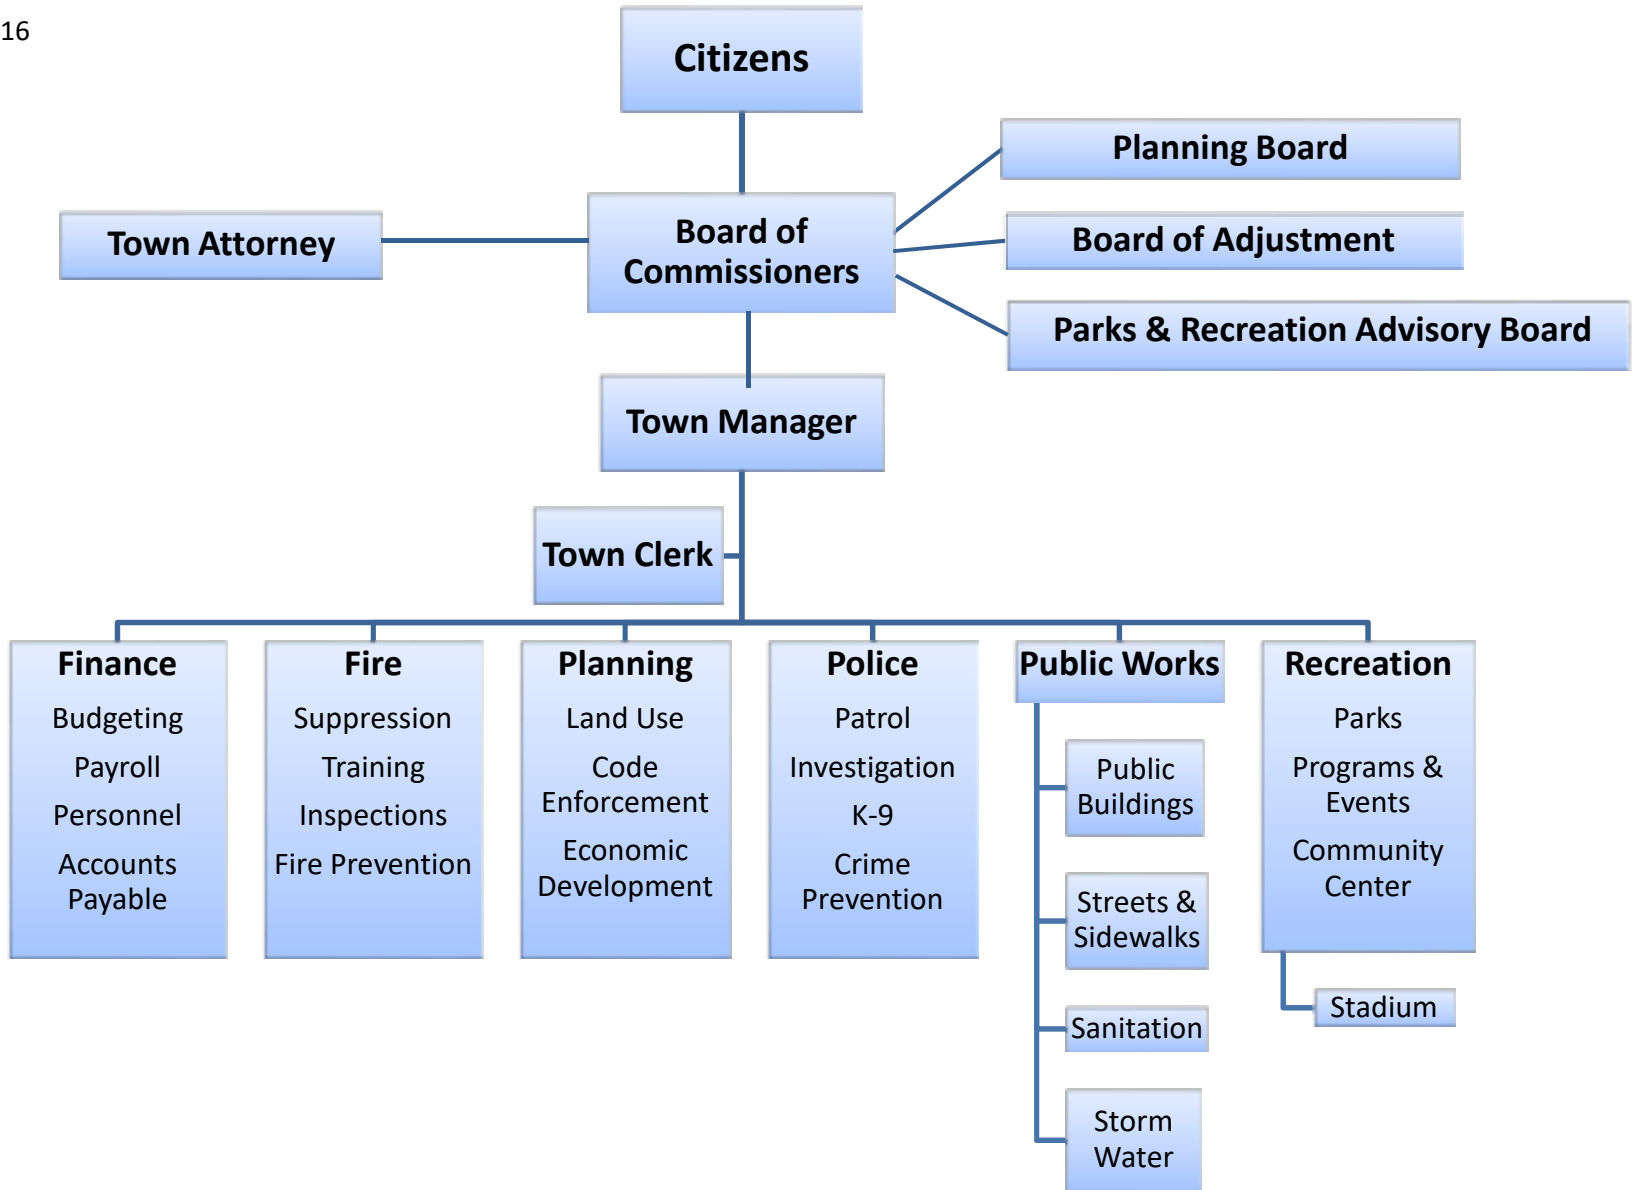 16
Citizens
Planning Board
Town Attorney
Board of
Commissioners
Board of Adjustment
Parks & Recreation Advisory Board
Town Manager
Town Clerk
Finance
Budgeting
Payroll
Personnel
Accounts
Payable
Fire
Suppression
Training
Inspections
Fire Prevention
Planning
Land Use
Code
Enforcement
Economic
Development
Police
Patrol
Investigation
K-9
Crime
Prevention
Public Works
Public
Buildings
Streets &
Sidewalks
Sanitation
Storm
Water
Recreation
Parks
Programs &
Events
Community
Center
Stadium